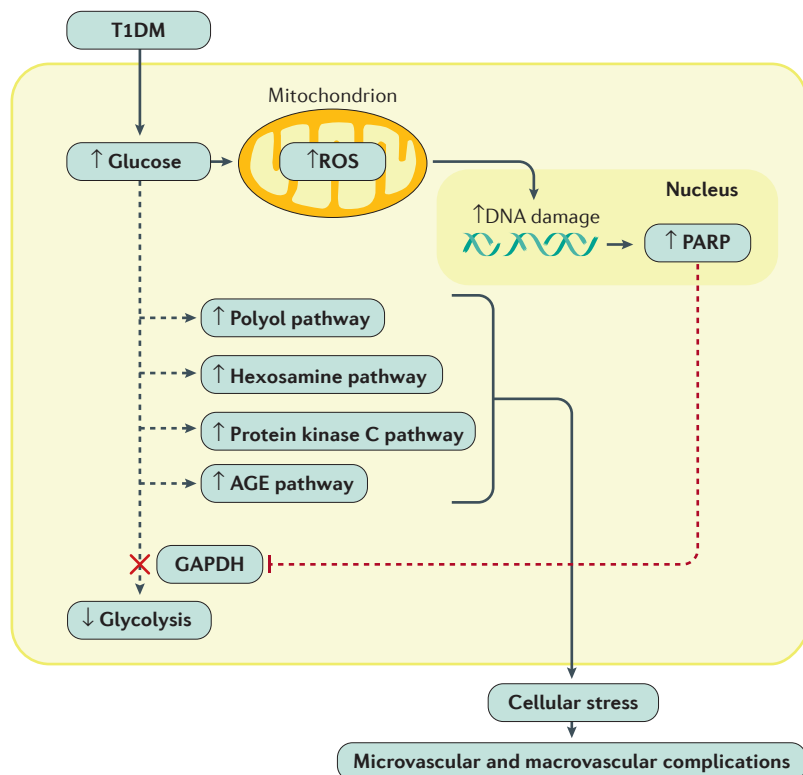 T1DM
Mitochondrion
↑ Glucose
↑ROS
Nucleus
↑DNA damage
↑ PARP
↑ Polyol pathway
↑ Hexosamine pathway
↑ Protein kinase C pathway
↑ AGE pathway
GAPDH
↓ Glycolysis
Cellular stress
Microvascular and macrovascular complications